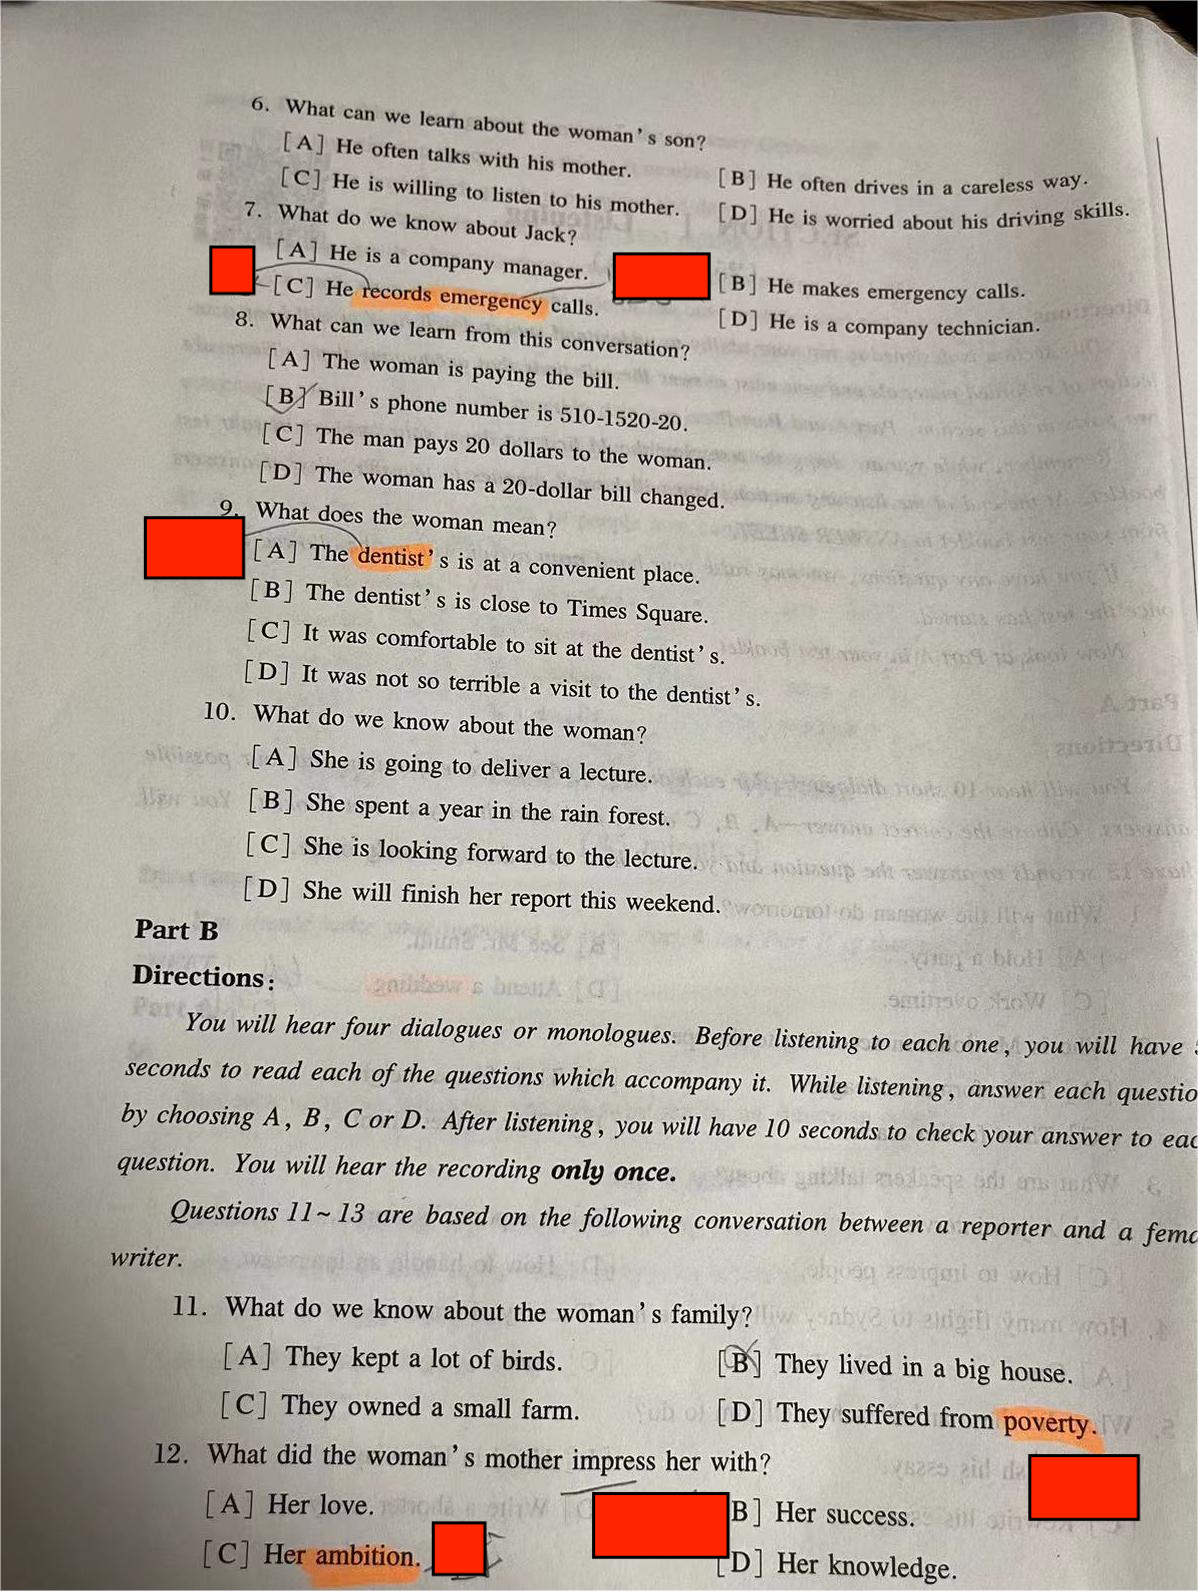 6. What can we learn about the woman's son?
[A] He often talks with his mother.
[B] He often drives in a careless way.
[C] He is willing to listen to his mother.
[D] He is worried about his driving skills.
7. What do we know about Jack?
[A] He is a company manager.
[B] He makes emergency calls.
[C] He records emergency calls.
[D] He is a company technician.
8. What can we learn from this conversation?
[A] The woman is paying the bill.
[B] Bill's phone number is 510-1520-20.
[C] The man pays 20 dollars to the woman.
[D] The woman has a 20-dollar bill changed.
9. What does the woman mean?
[A] The dentist's is at a convenient place.
[B] The dentist's is close to Times Square.
[C] It was comfortable to sit at the dentist's.
[D] It was not so terrible a visit to the dentist's.
10. What do we know about the woman?
[A] She is going to deliver a lecture.
[B] She spent a year in the rain forest.
[C] She is looking forward to the lecture.
[D] She will finish her report this weekend.
Part B
Directions:
You will hear four dialogues or monologues. Before listening to each one, you will have
seconds to read each of the questions which accompany it. While listening, answer each questio
by choosing A, B, C or D. After listening, you will have 10 seconds to check your answer to eac
question. You will hear the recording only once.
Questions 11~13 are based on the following conversation between a reporter and a fema
writer.
11. What do we know about the woman's family?
[A] They kept a lot of birds.
[B] They lived in a big house.
[C] They owned a small farm.
[D] They suffered from poverty.
12. What did the woman's mother impress her with?
[A] Her love.
B] Her success.
[C] Her ambition.
[D] Her knowledge.